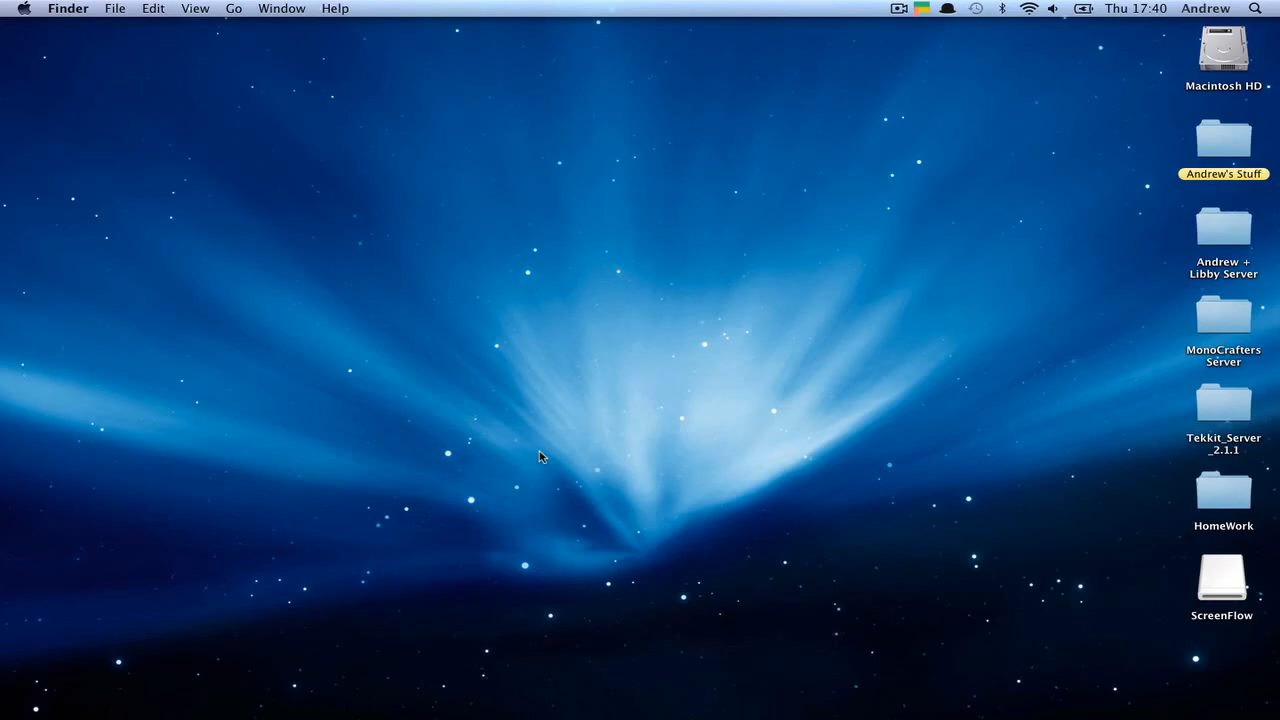 Finder File Edit View Go Window Help Thu 17:40 Andrew
Macintosh HD
Andrew's Stuff
Andrew +
Libby Server
MonoCrafters
Server
Tekkit_Server
_2.1.1
HomeWork
ScreenFlow